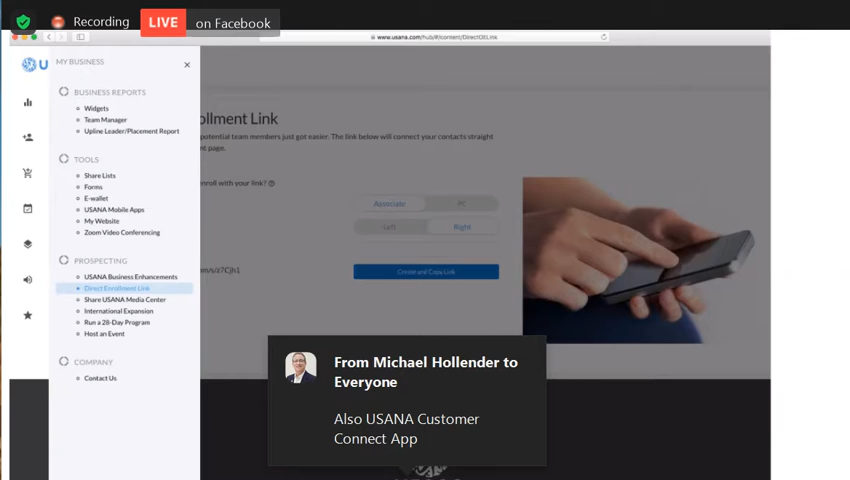 Recording
LIVE on Facebook
www.usana.com/hub/#/content/DirectOELink
U
MY BUSINESS
BUSINESS REPORTS
Widgets
Team Manager
Upline Leader/Placement Report
TOOLS
Share Lists
Forms
E-wallet
USANA Mobile Apps
My Website
Zoom Video Conferencing
PROSPECTING
USANA Business Enhancements
Direct Enrollment Link
Share USANA Media Center
International Expansion
Run a 28-Day Program
Host an Event
COMPANY
Contact Us
ollment Link
potential team members just got easier. The link below will connect your contacts straight
nt page.
enroll with your link?
Associate PC
Left Right
om/s/z7Cjh1
Create and Copy Link
From Michael Hollender to
Everyone
Also USANA Customer
Connect App